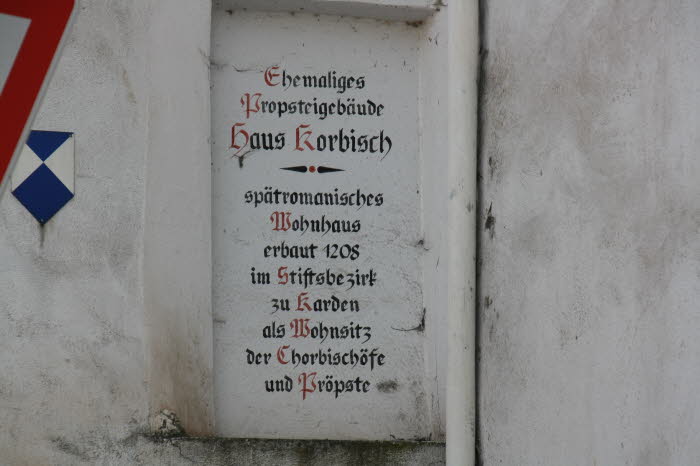 Ehemaliges
Propsteigebäude
Haus Korbisch
spätromanisches
Wohnhaus
erbaut 1208
im Stiftsbezirk
zu Karden
als Wohnsitz
der Chorbischöfe
und Pröpste